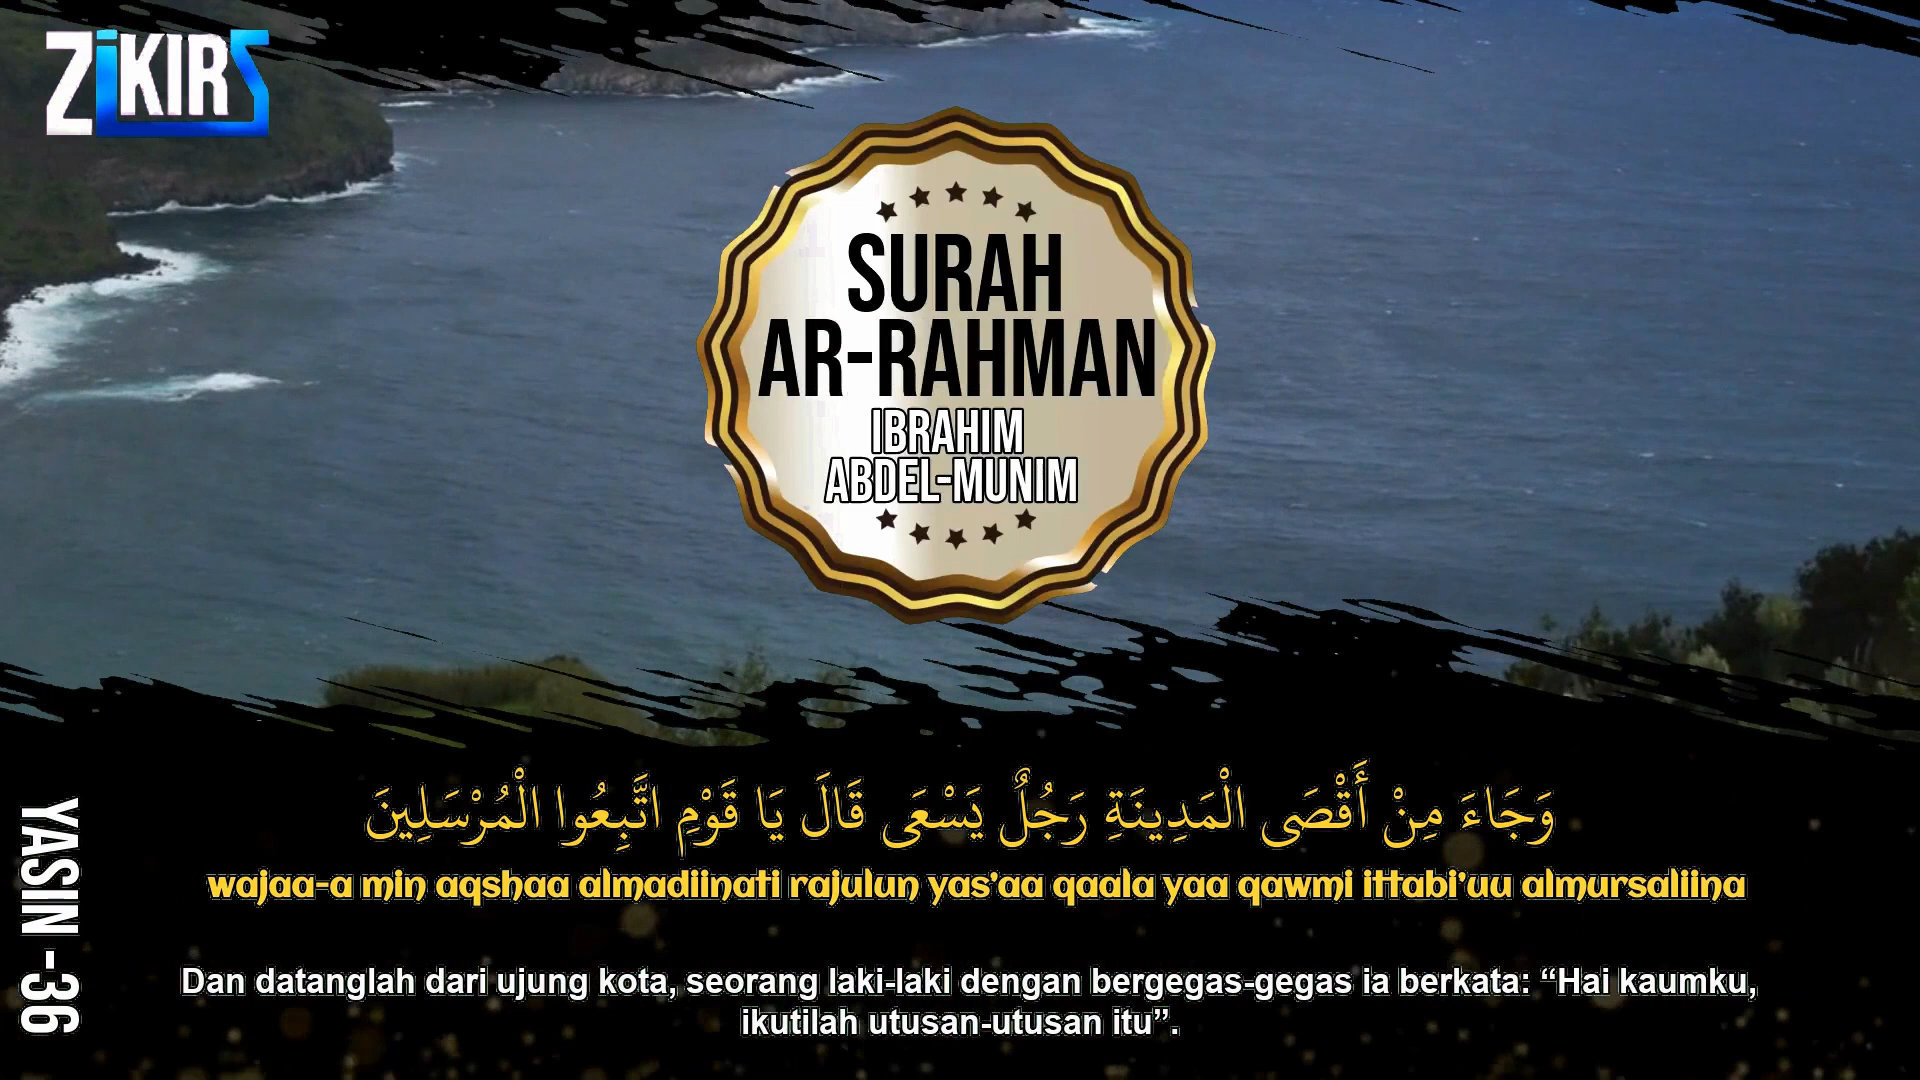 ZiKIRS
SURAH
AR-RAHMAN
IBRAHIM
ABDEL-MUNIM
وَجَاءَ مِنْ أَقْصَى الْمَدِينَةِ رَجُلٌ يَسْعَى قَالَ يَا قَوْمِ اتَّبِعُوا الْمُرْسَلِينَ
wajaa-a min aqshaa almadiinati rajulun yas'aa qaala yaa qawmi ittabi'uu almursaliina
Dan datanglah dari ujung kota, seorang laki-laki dengan bergegas-gegas ia berkata: “Hai kaumku,
ikutilah utusan-utusan itu”.
YASIN -36